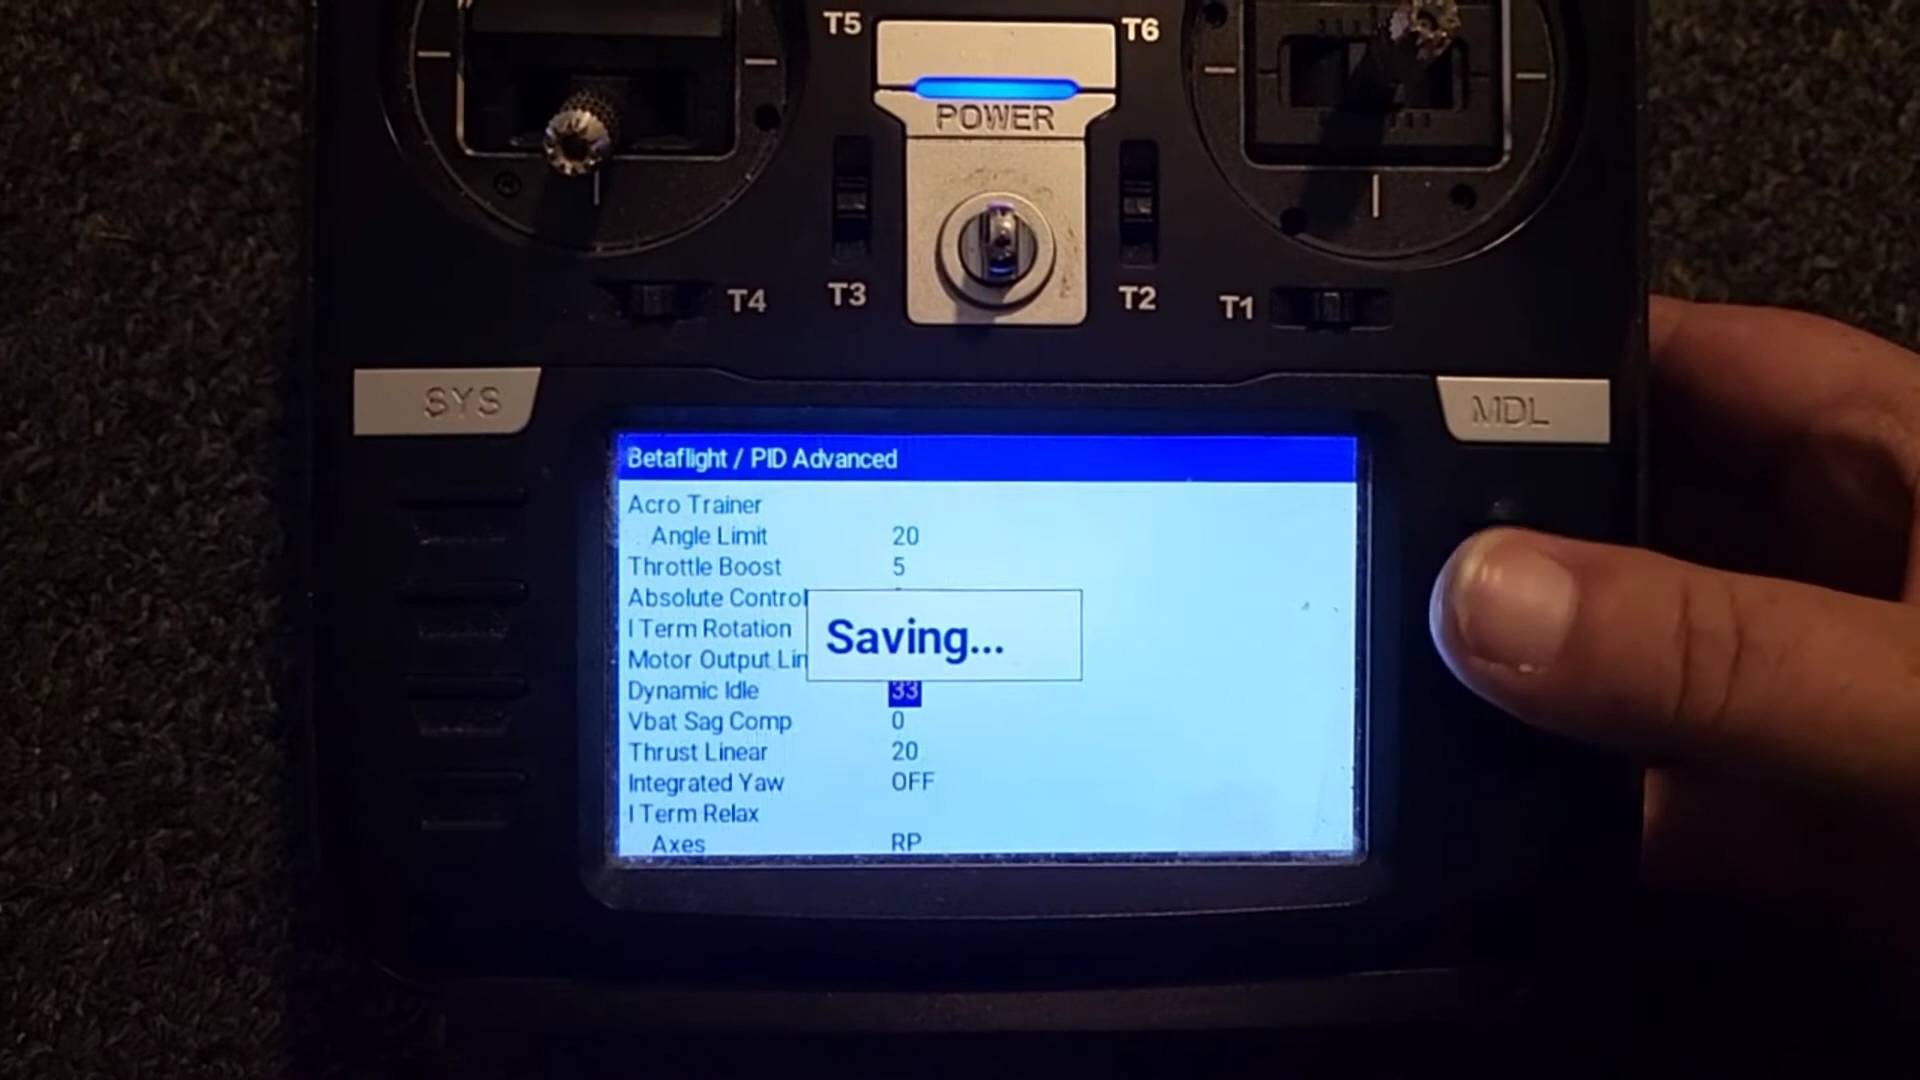 T5
T6
POWER
T4
T3
T2
T1
SYS
MDL
Betaflight / PID Advanced
Acro Trainer
Angle Limit 20
Throttle Boost 5
Absolute Control
I Term Rotation
Motor Output Lim
Saving...
Dynamic Idle 33
Vbat Sag Comp 0
Thrust Linear 20
Integrated Yaw OFF
I Term Relax
Axes RP